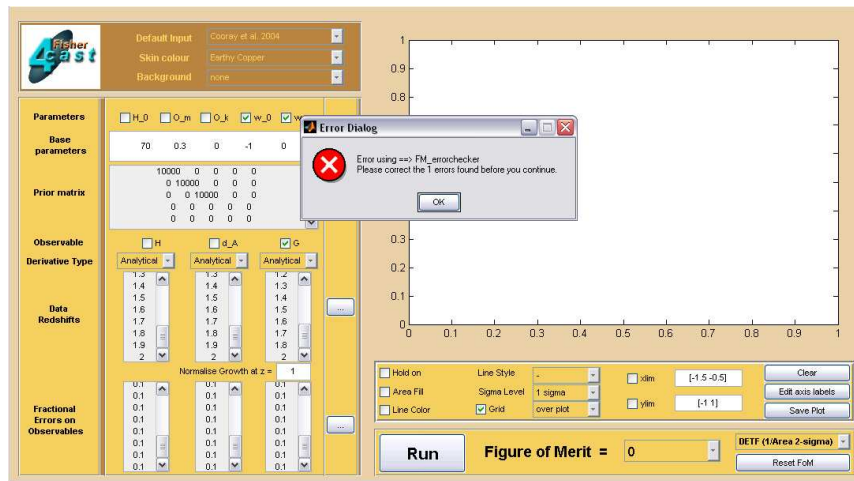 Fisher
4cast
Default Input Cooray et al. 2004
Skin colour Earthy Copper
Background none
Parameters H_0 O_m O_k w_0
Base parameters 70 0.3 0 -1 0
Prior matrix
10000 0 0 0 0
0 10000 0 0 0
0 0 10000 0 0
0 0 0 0 0
0 0 0 0 0
Observable H d_A G
Derivative Type Analytical Analytical Analytical
Data Redshifts
1.3 1.3 1.2
1.4 1.4 1.3
1.5 1.5 1.4
1.6 1.6 1.5
1.7 1.7 1.6
1.8 1.8 1.7
1.9 1.9
2 2 2
...
Normalise Growth at z = 1
Fractional Errors on Observables
0.1 0.1 0.1
0.1 0.1 0.1
0.1 0.1 0.1
0.1 0.1 0.1
0.1 0.1 0.1
0.1 0.1 0.1
0.1 0.1 0.1
0.1 0.1 0.1
...
Error Dialog
Error using ==> FM_errorchecker
Please correct the 1 errors found before you continue.
OK
1
0.9
0.8
0.3
0.2
0.1
0
0 0.1 0.2 0.3 0.4 0.5 0.6 0.7 0.8 0.9 1
Hold on Line Style - xlim [-1.5 -0.5] Clear
Area Fill Sigma Level 1 sigma Edit axis labels
Line Color Grid over plot ylim [-1 1] Save Plot
Run Figure of Merit = 0 DETF (1/Area 2-sigma)
Reset FoM